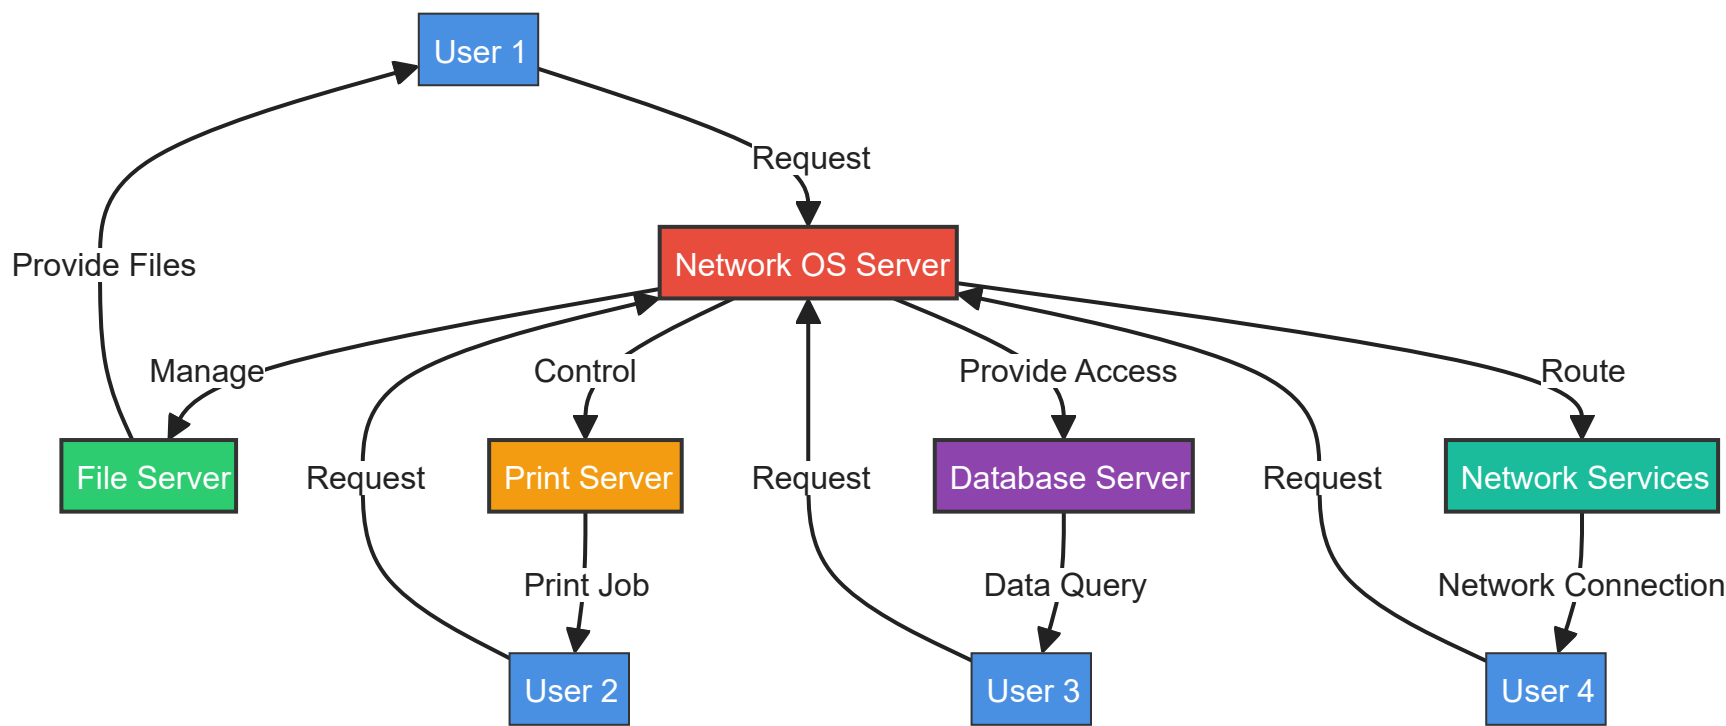 User 1
Request
Network OS Server
Provide Files
Manage
Control
Provide Access
Route
File Server
Request
Print Server
Request
Database Server
Request
Network Services
Print Job
Data Query
Network Connection
User 2
User 3
User 4